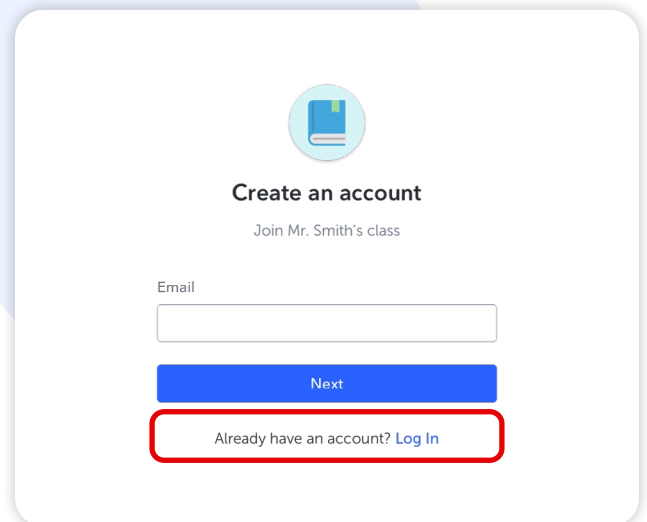 Create an account
Join Mr. Smith's class
Email
Next
Already have an account? Log In